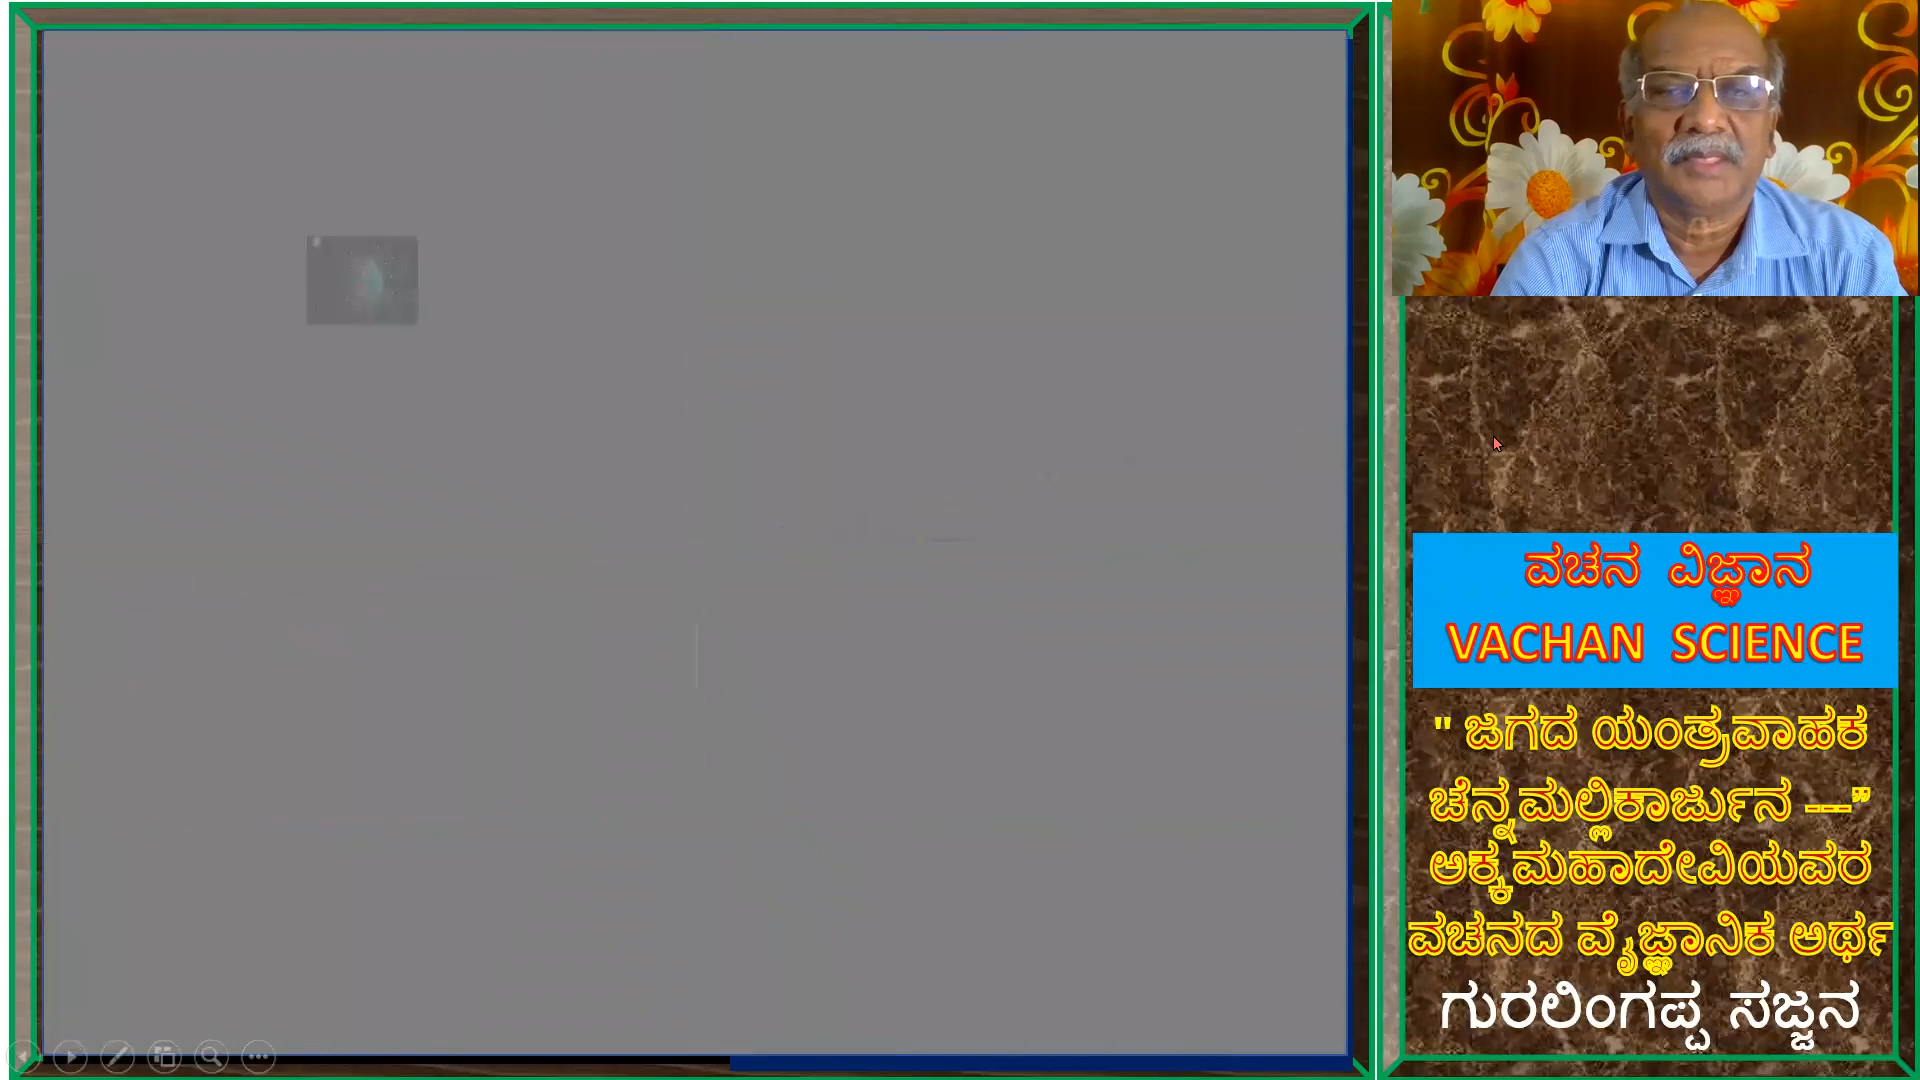 ವಚನ ವಿಜ್ಞಾನ
VACHAN SCIENCE
" ಜಗದ ಯಂತ್ರವಾಹಕ
ಚೆನ್ನಮಲ್ಲಿಕಾರ್ಜುನ ---”
ಅಕ್ಕಮಹಾದೇವಿಯವರ
ವಚನದ ವೈಜ್ಞಾನಿಕ ಅರ್ಥ
ಗುರಲಿಂಗಪ್ಪ ಸಜ್ಜನ